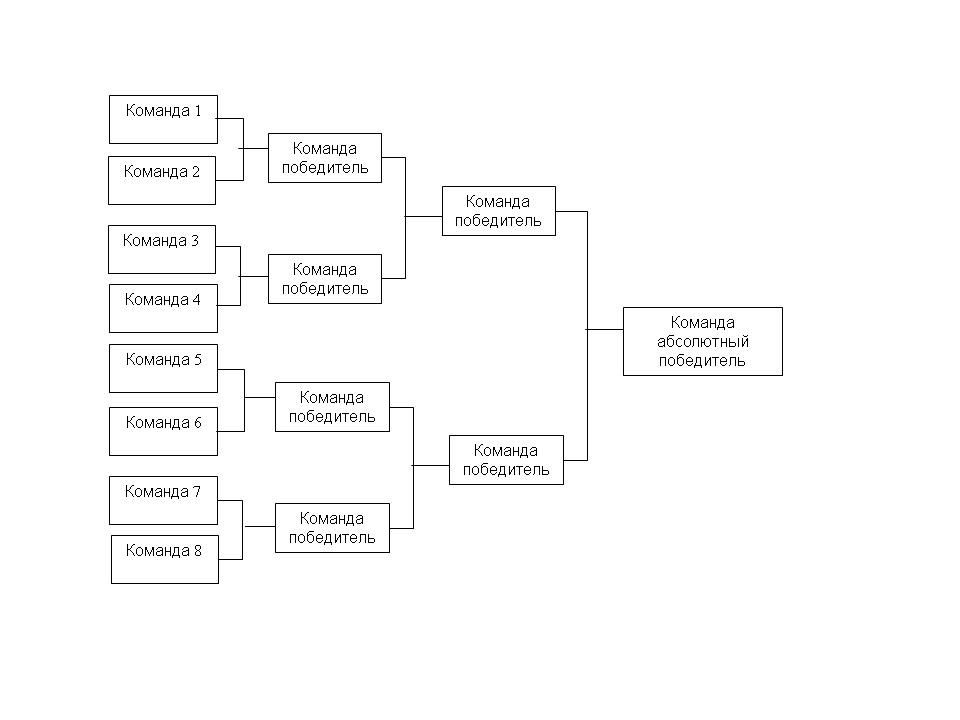 Команда 1
Команда 2
Команда 3
Команда 4
Команда 5
Команда 6
Команда 7
Команда 8
Команда
победитель
Команда
победитель
Команда
победитель
Команда
победитель
Команда
победитель
Команда
победитель
Команда
абсолютный
победитель